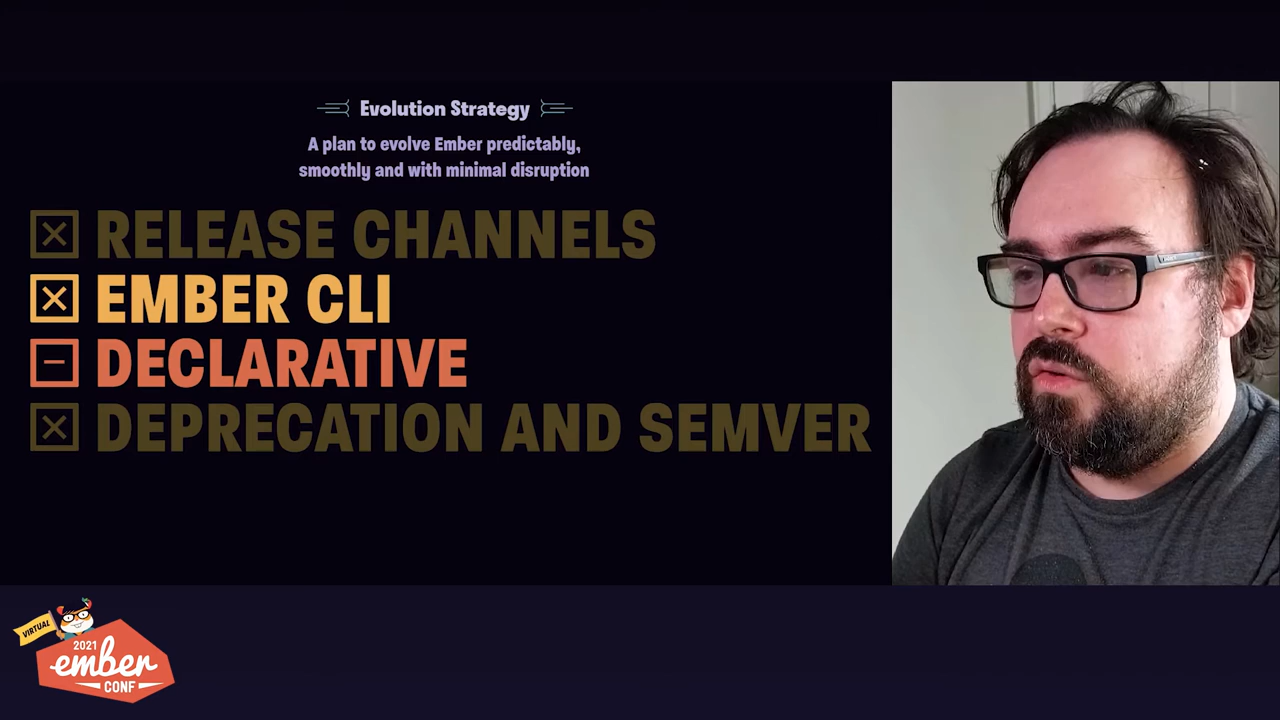 Evolution Strategy
A plan to evolve Ember predictably,
smoothly and with minimal disruption
RELEASE CHANNELS
EMBER CLI
DECLARATIVE
DEPRECATION AND SEMVER
VIRTUAL
2021
ember
CONF